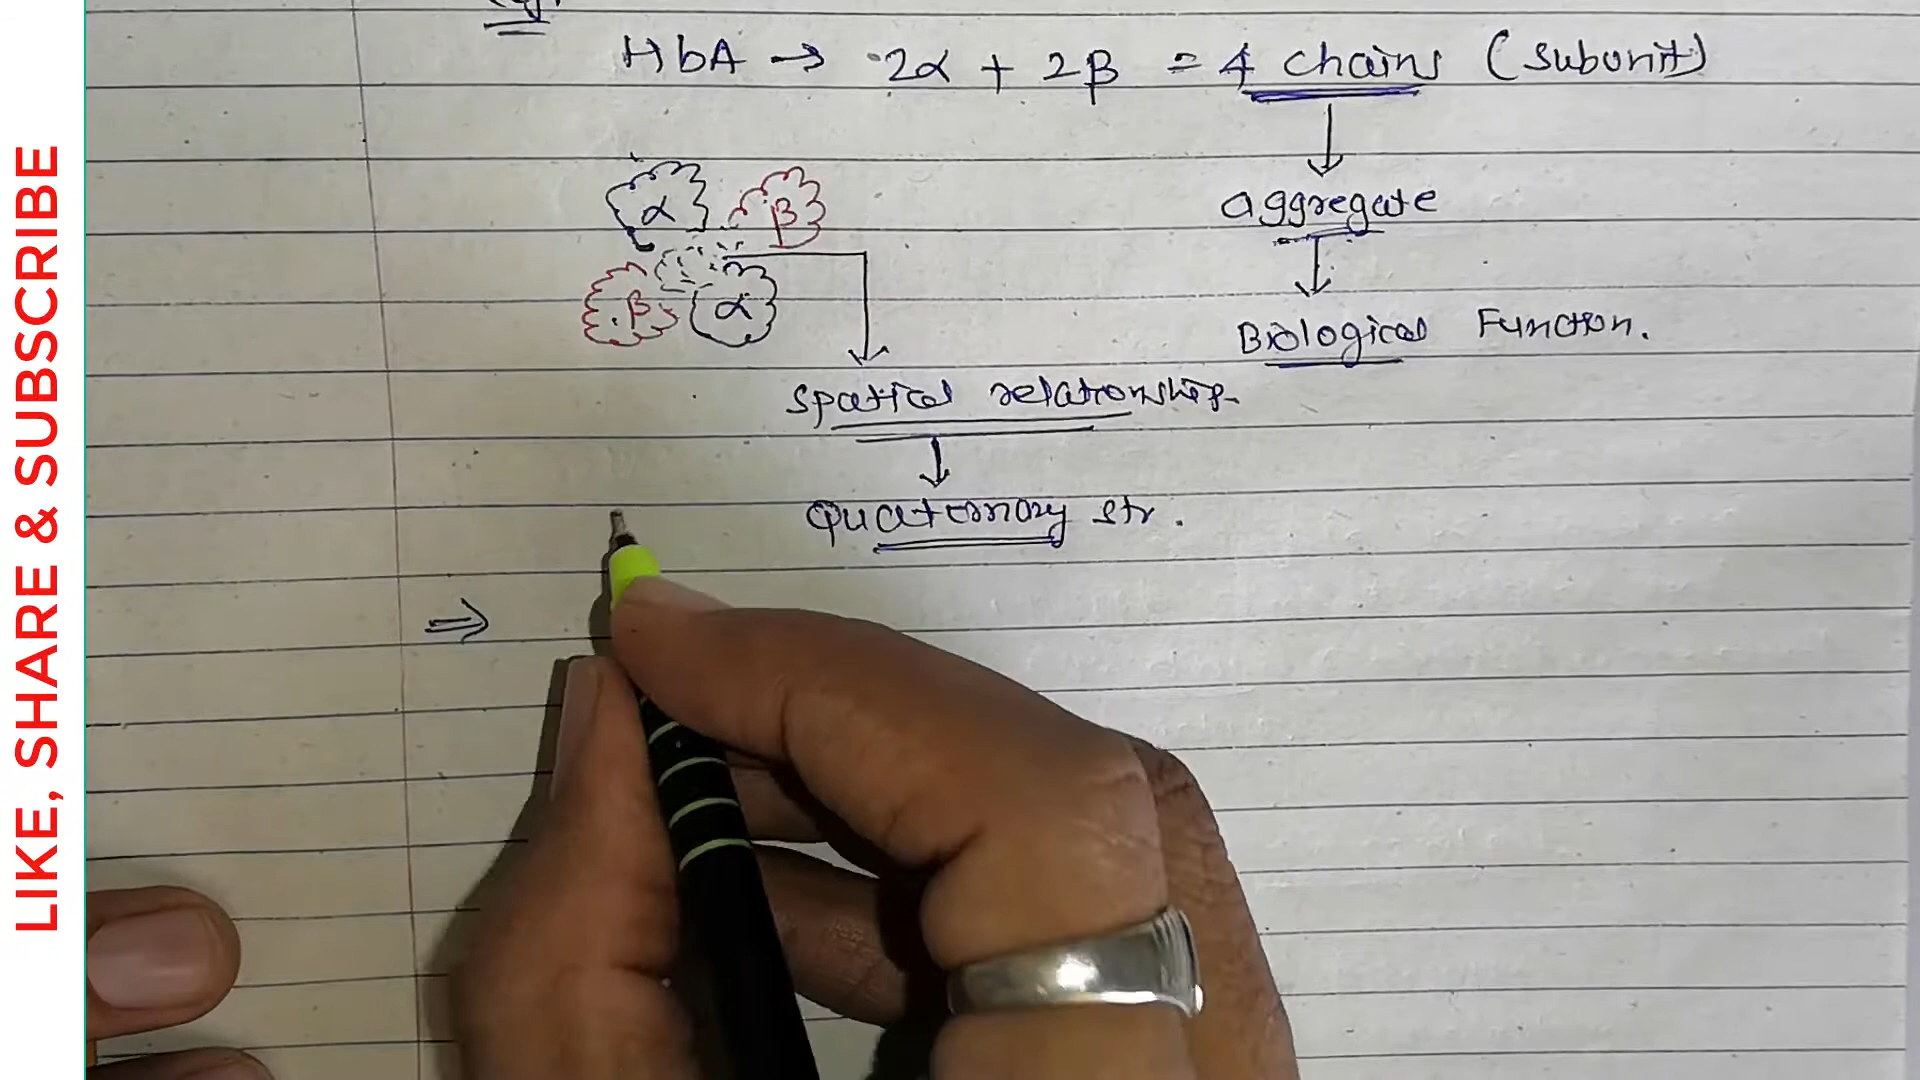 HbA → 2α + 2β = 4 chains (subunit)
α β
β α
aggregate
Biological Function.
spatial relationship.
Quaternary str.
⇒
LIKE, SHARE & SUBSCRIBE